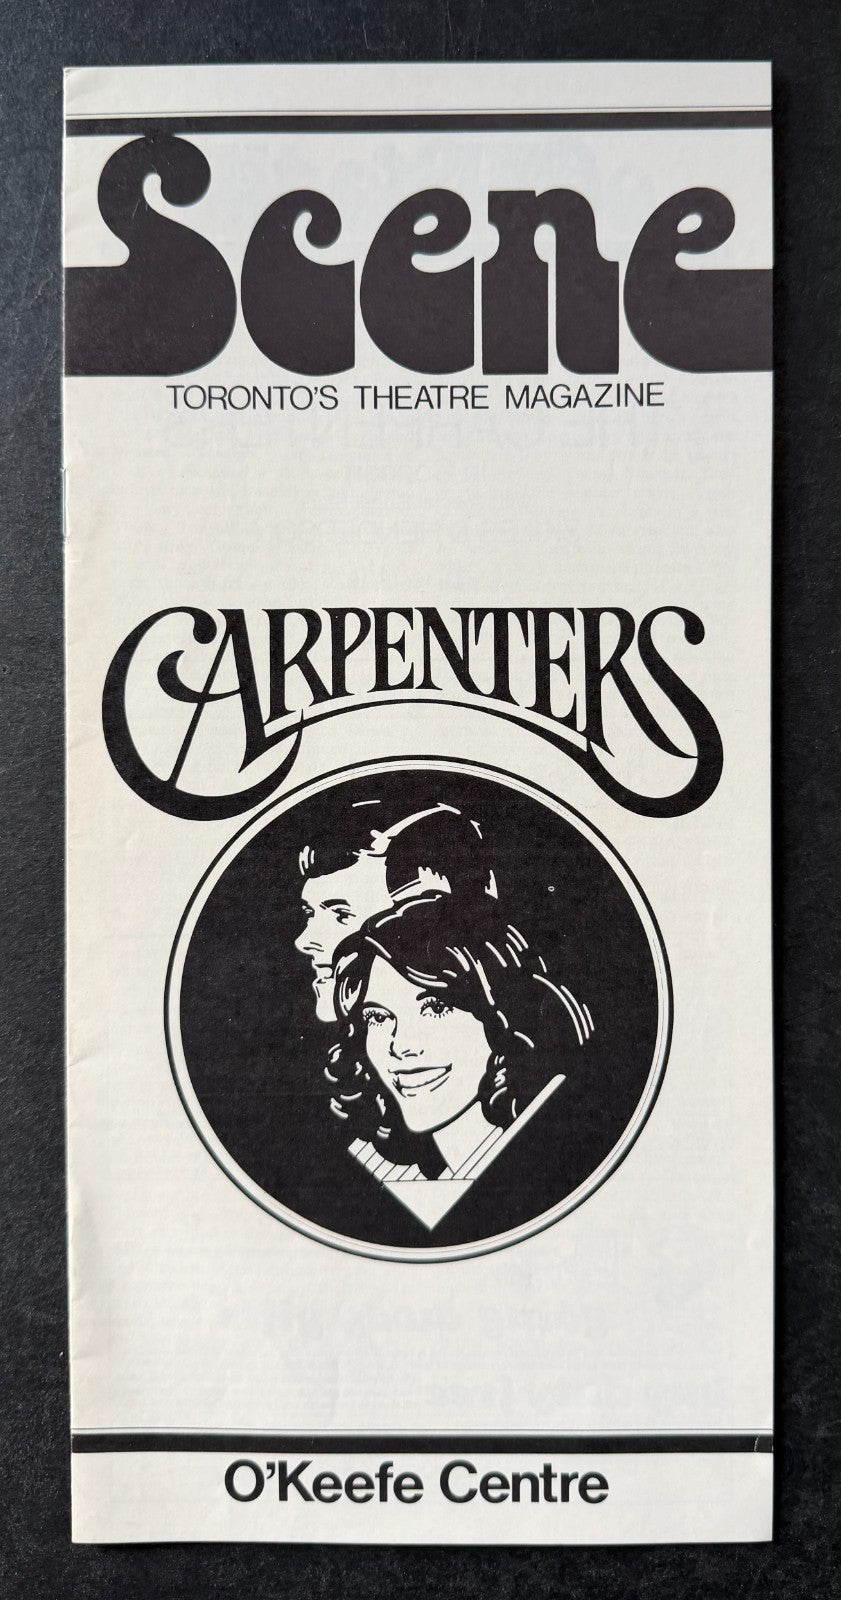 Scene
TORONTO'S THEATRE MAGAZINE
CARPENTERS
O'Keefe Centre